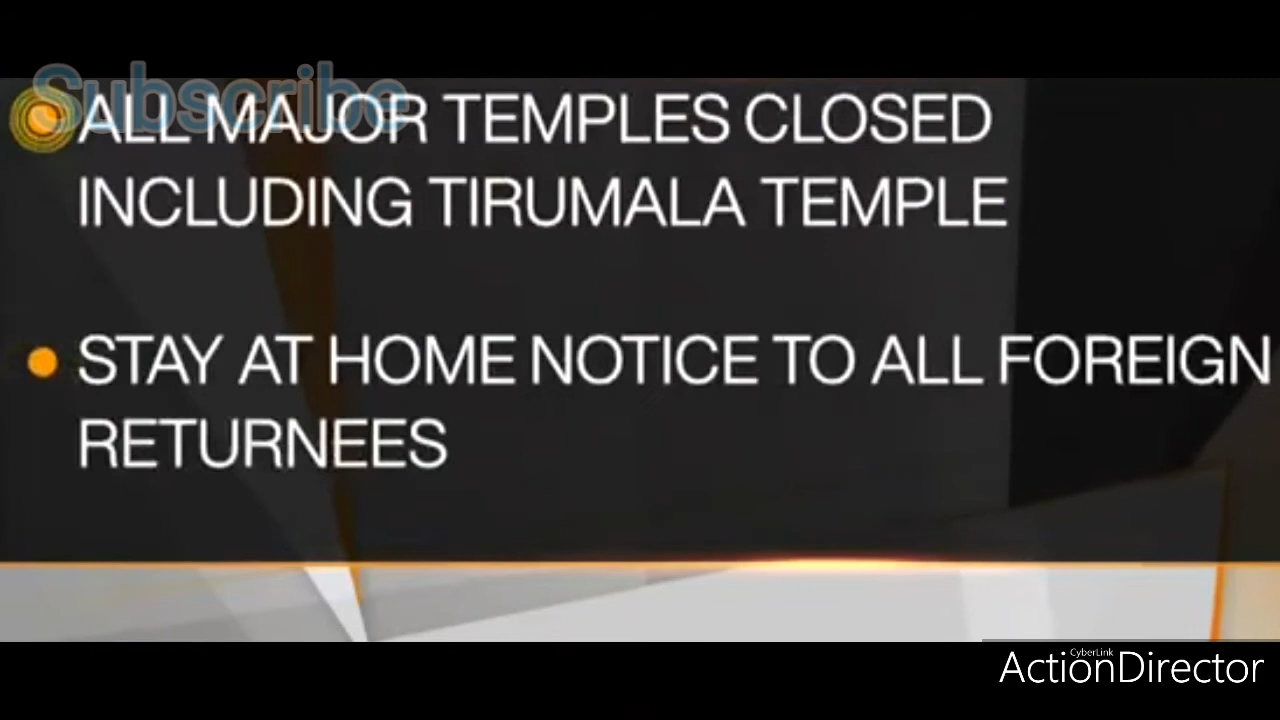 Subscribe
ALL MAJOR TEMPLES CLOSED
INCLUDING TIRUMALA TEMPLE
STAY AT HOME NOTICE TO ALL FOREIGN
RETURNEES
CyberLink
ActionDirector